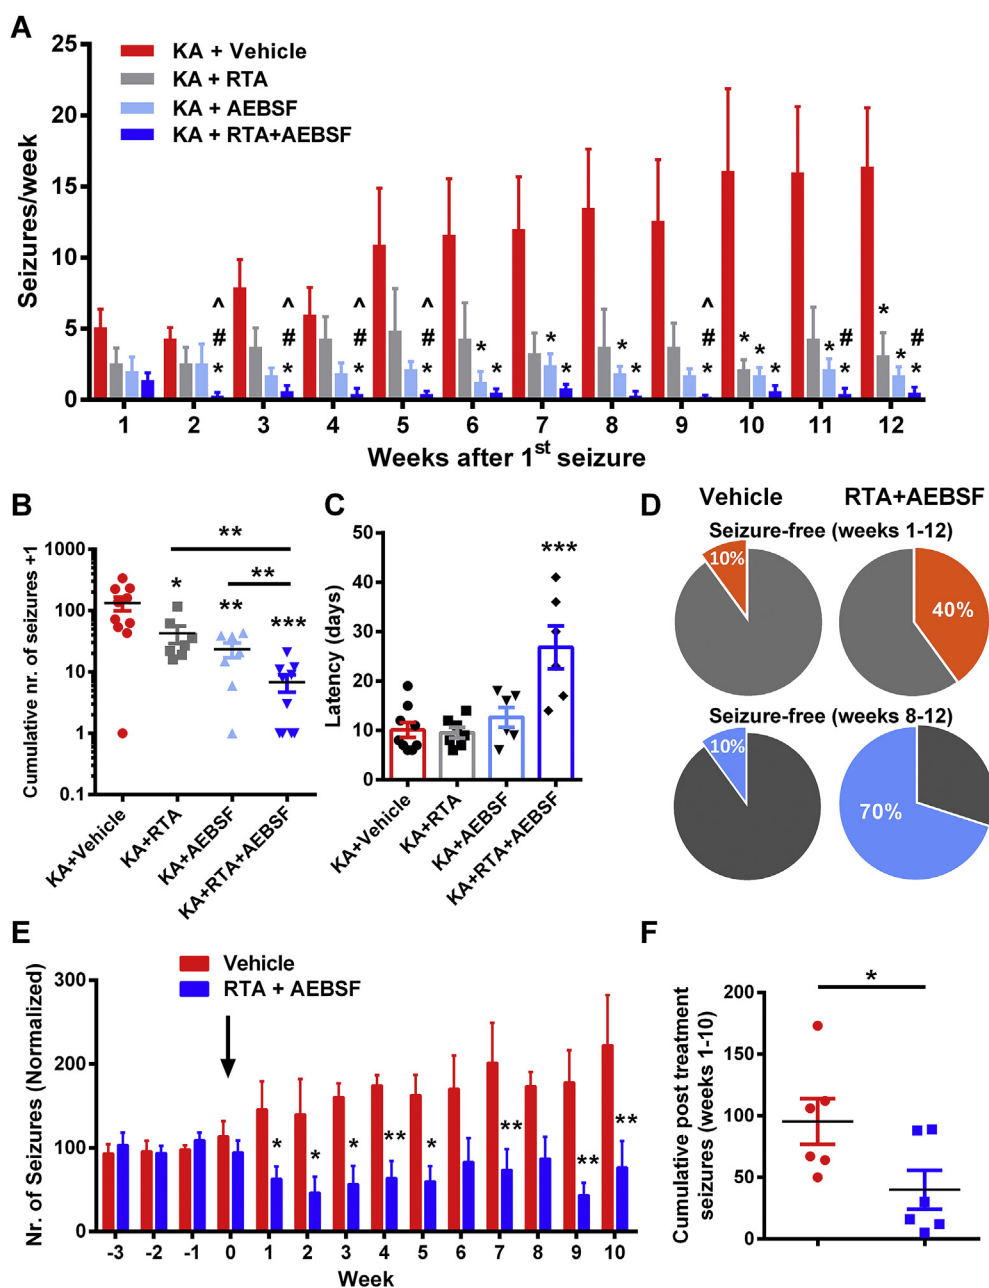 A
KA + Vehicle
KA + RTA
KA + AEBSF
KA + RTA+AEBSF
Seizures/week
25
20
15
10
5
0
^ ^ ^ ^ ^
# # # # # # #
* * * * * * * * * * * * * * * * * * * *
1 2 3 4 5 6 7 8 9 10 11 12
Weeks after 1st seizure
B
Cumulative nr. of seizures +1
1000
100
10
1
0.1
**
**
*
**
***
KA+Vehicle
KA+RTA
KA+AEBSF
KA+RTA+AEBSF
C
Latency (days)
50
40
30
20
10
0
***
KA+Vehicle
KA+RTA
KA+AEBSF
KA+RTA+AEBSF
D
Vehicle RTA+AEBSF
Seizure-free (weeks 1-12)
10%
40%
Seizure-free (weeks 8-12)
10%
70%
E
Vehicle
RTA + AEBSF
Nr. of Seizures (Normalized)
300
200
100
0
* * * ** * ** ** **
-3 -2 -1 0 1 2 3 4 5 6 7 8 9 10
Week
F
Cumulative post treatment
seizures (weeks 1-10)
200
150
100
50
0
*